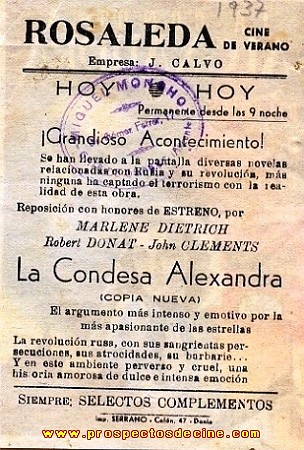 1937
ROSALEDA CINE
DE VERANO
Empresa: J. CALVO
HOY HOY
Permanente desde las 9 noche
MIGUEL MONCHO
¡Grandioso Acontecimiento!
Se han llevado a la pantalla diversas novelas
relacionadas con Rusia y su revolución, más
ninguna ha captado el terrorismo con la rea-
lidad de esta obra.
Reposición con honores de ESTRENO, por
MARLENE DIETRICH
Robert DONAT - John CLEMENTS
La Condesa Alexandra
(COPIA NUEVA)
El argumento más intenso y emotivo por la
más apasionante de las estrellas
La revolución rusa, con sus sangrientas per-
secuciones, sus atrocidades, su barbarie...
Y en este ambiente perverso y cruel, una
his oria amorosa de dulce e intensa emoción
SIEMPRE; SELECTOS COMPLEMENTOS
Imp. SERRANO - Colón, 47 - Denia
www.prospectosdecine.com